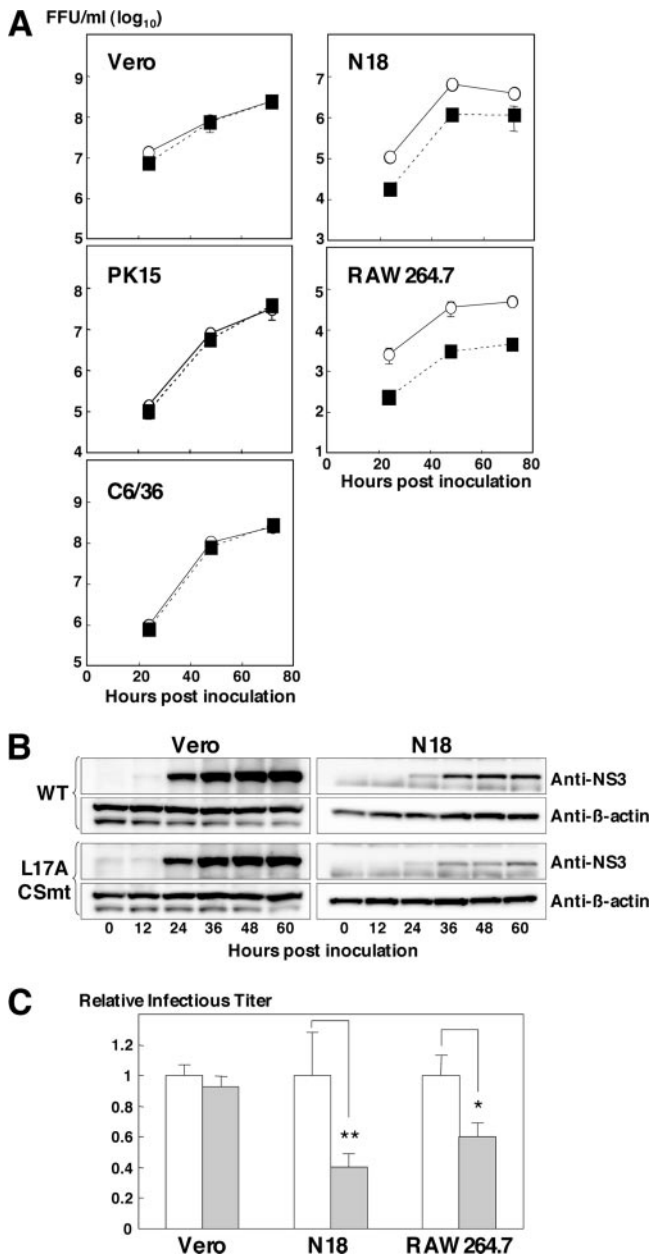 A
FFU/ml (log10)
Vero
9
8
7
6
5
N18
7
6
5
4
3
PK15
8
7
6
5
4
RAW 264.7
5
4
3
2
1
0 20 40 60 80
Hours post inoculation
C6/36
9
8
7
6
5
0 20 40 60 80
Hours post inoculation
B
Vero N18
WT
Anti-NS3
Anti-ß-actin
L17A
CSmt
Anti-NS3
Anti-ß-actin
0 12 24 36 48 60 0 12 24 36 48 60
Hours post inoculation
C
Relative Infectious Titer
1.2
1
0.8
0.6
0.4
0.2
0
**
*
Vero N18 RAW 264.7